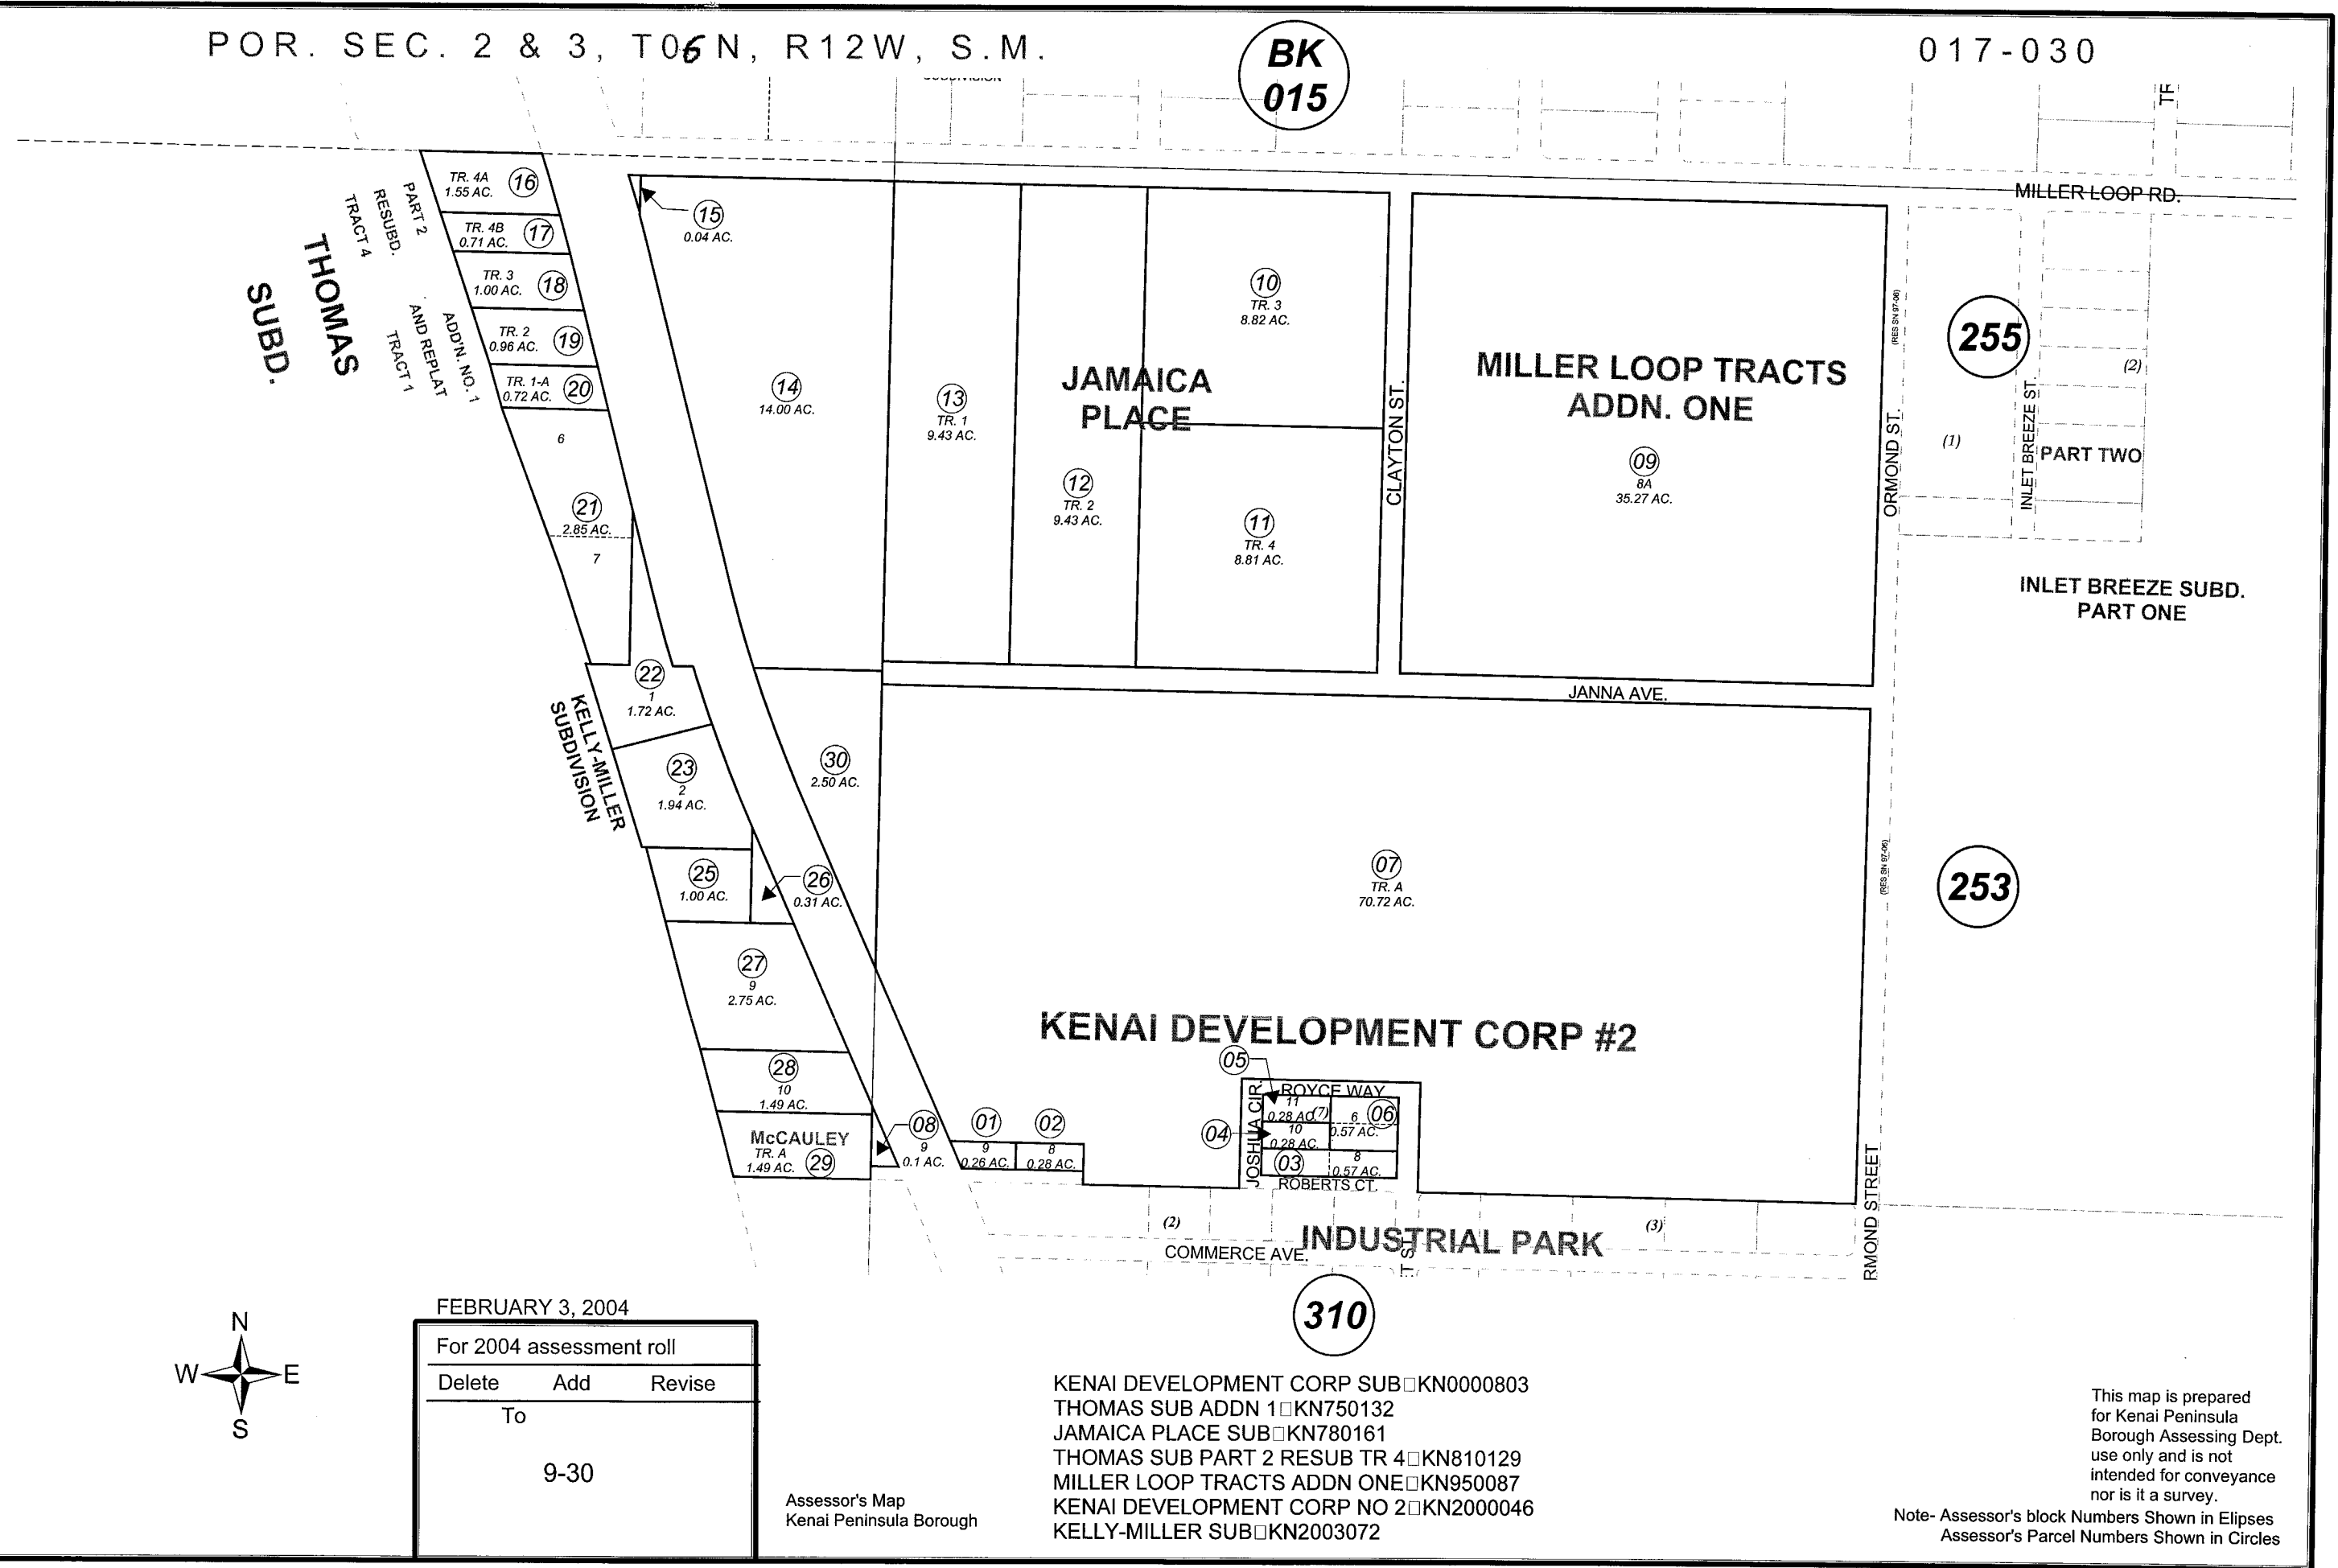 POR. SEC. 2 & 3, T06N, R12W, S.M.
BK
015
017-030
MILLER LOOP RD.
TR. 4A
1.55 AC.
16
TR. 4B
0.71 AC.
17
TR. 3
1.00 AC.
18
TR. 2
0.96 AC.
19
TR. 1-A
0.72 AC.
20
PART 2
RESUBD.
TRACT 4
ADD'N. NO. 1
AND REPLAT
TRACT 1
THOMAS
SUBD.
6
21
2.85 AC.
7
15
0.04 AC.
14
14.00 AC.
13
TR. 1
9.43 AC.
JAMAICA
PLACE
12
TR. 2
9.43 AC.
10
TR. 3
8.82 AC.
11
TR. 4
8.81 AC.
CLAYTON ST.
MILLER LOOP TRACTS
ADDN. ONE
09
8A
35.27 AC.
(RES SN 97-06)
ORMOND ST.
255
(1)
INLET BREEZE ST.
(2)
PART TWO
INLET BREEZE SUBD.
PART ONE
22
1
1.72 AC.
KELLY-MILLER
SUBDIVISION
23
2
1.94 AC.
30
2.50 AC.
25
1.00 AC.
26
0.31 AC.
27
9
2.75 AC.
28
10
1.49 AC.
McCAULEY
TR. A
1.49 AC.
29
JANNA AVE.
07
TR. A
70.72 AC.
(RES SN 97-06)
253
KENAI DEVELOPMENT CORP #2
08
9
0.1 AC.
01
9
0.26 AC.
02
8
0.28 AC.
05
04
JOSHUA CIR.
ROYCE WAY
11
0.28 AC.
(7)
10
0.28 AC.
6
06
0.57 AC.
03
8
0.57 AC.
ROBERTS CT.
RMOND STREET
(2)
INDUSTRIAL PARK
(3)
COMMERCE AVE.
T ST.
310
N
W
E
S
FEBRUARY 3, 2004
For 2004 assessment roll
Delete Add Revise
To
9-30
Assessor's Map
Kenai Peninsula Borough
KENAI DEVELOPMENT CORP SUB□KN0000803
THOMAS SUB ADDN 1□KN750132
JAMAICA PLACE SUB□KN780161
THOMAS SUB PART 2 RESUB TR 4□KN810129
MILLER LOOP TRACTS ADDN ONE□KN950087
KENAI DEVELOPMENT CORP NO 2□KN2000046
KELLY-MILLER SUB□KN2003072
This map is prepared
for Kenai Peninsula
Borough Assessing Dept.
use only and is not
intended for conveyance
nor is it a survey.
Note- Assessor's block Numbers Shown in Elipses
Assessor's Parcel Numbers Shown in Circles